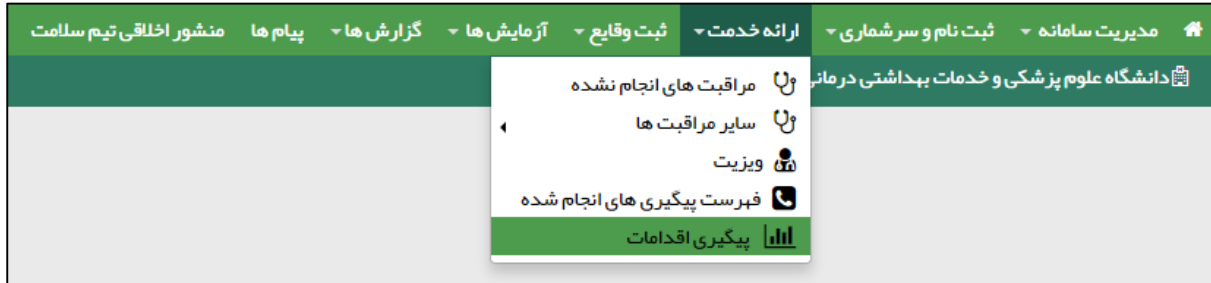 مدیریت سامانه ثبت نام و سرشماری ارائه خدمت ثبت وقایع آزمایش ها گزارش ها پیام ها منشور اخلاقی تیم سلامت
دانشگاه علوم پزشکی و خدمات بهداشتی درمانی
مراقبت های انجام نشده
سایر مراقبت ها
ویزیت
فهرست پیگیری های انجام شده
پیگیری اقدامات